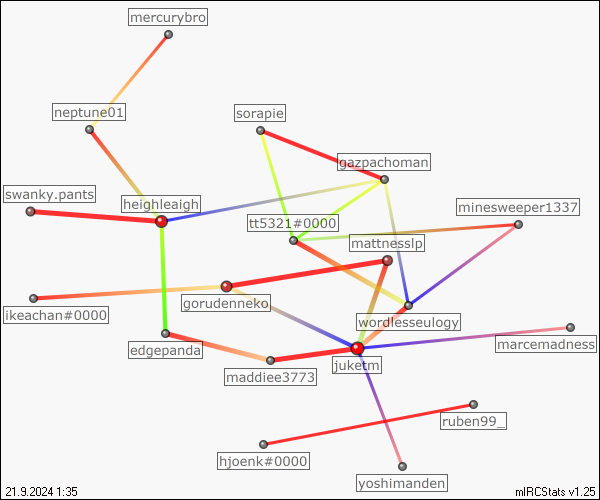 mercurybro
neptune01
sorapie
gazpachoman
swanky.pants
heighleaigh
minesweeper1337
tt5321#0000
mattnesslp
gorudenneko
ikeachan#0000
wordlesseulogy
marcemadness
edgepanda
juketm
maddiee3773
ruben99_
hjoenk#0000
yoshimanden
21.9.2024 1:35
mIRCStats v1.25